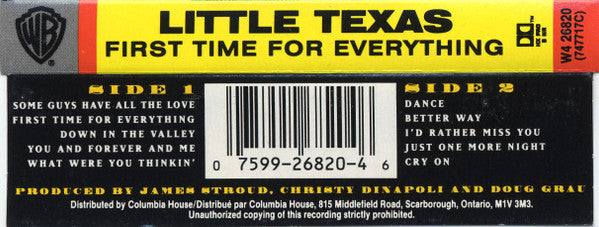 WB
LITTLE TEXAS
FIRST TIME FOR EVERYTHING
HX PRO
B NR
W4 26820
(74717C)
SIDE 1
SOME GUYS HAVE ALL THE LOVE
FIRST TIME FOR EVERYTHING
DOWN IN THE VALLEY
YOU AND FOREVER AND ME
WHAT WERE YOU THINKIN'
0 7599-26820-4 6
SIDE 2
DANCE
BETTER WAY
I'D RATHER MISS YOU
JUST ONE MORE NIGHT
CRY ON
PRODUCED BY JAMES STROUD, CHRISTY DINAPOLI AND DOUG GRAU
Distributed by Columbia House/Distribué par Columbia House, 815 Middlefield Road, Scarborough, Ontario, M1V 3M3.
Unauthorized copying of this recording strictly prohibited.